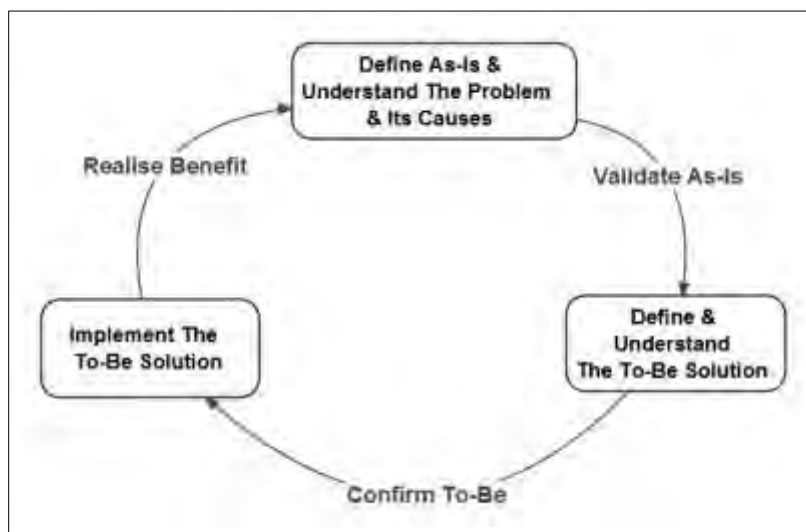 Define As-Is &
Understand The Problem
& Its Causes
Realise Benefit
Validate As-Is
Implement The
To-Be Solution
Define &
Understand
The To-Be Solution
Confirm To-Be